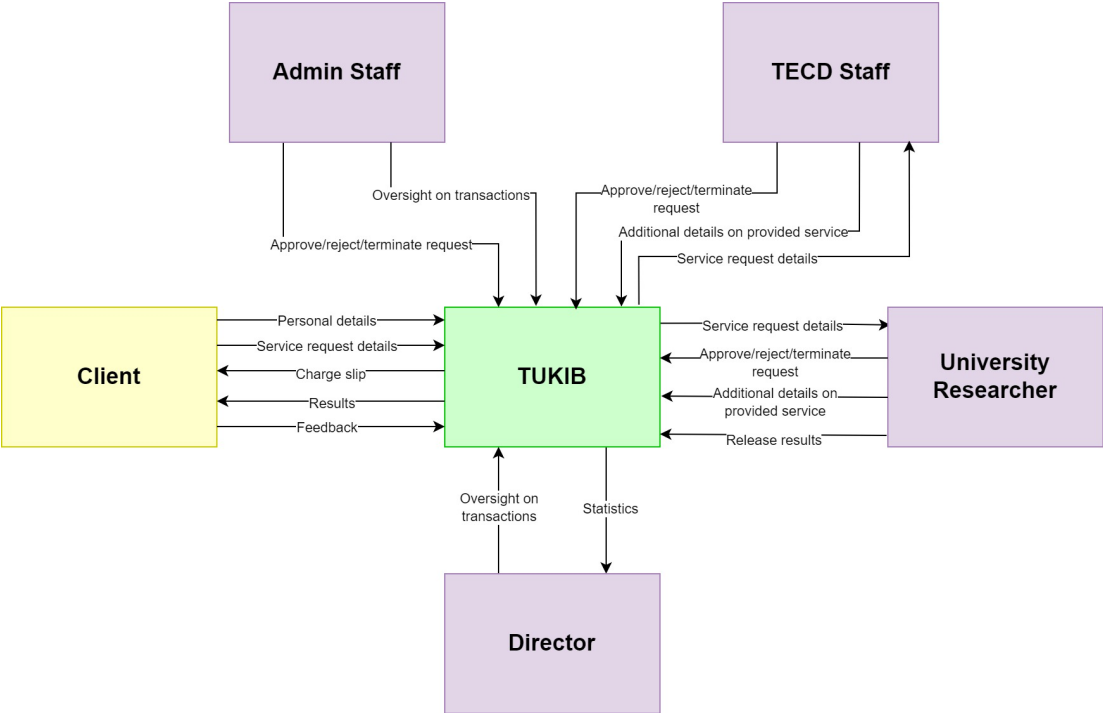 Admin Staff
TECD Staff
Oversight on transactions
Approve/reject/terminate
request
Additional details on provided service
Approve/reject/terminate request
Service request details
Client
Personal details
Service request details
Charge slip
Results
Feedback
TUKIB
Service request details
Approve/reject/terminate
request
Additional details on
provided service
Release results
University
Researcher
Oversight on
transactions
Statistics
Director